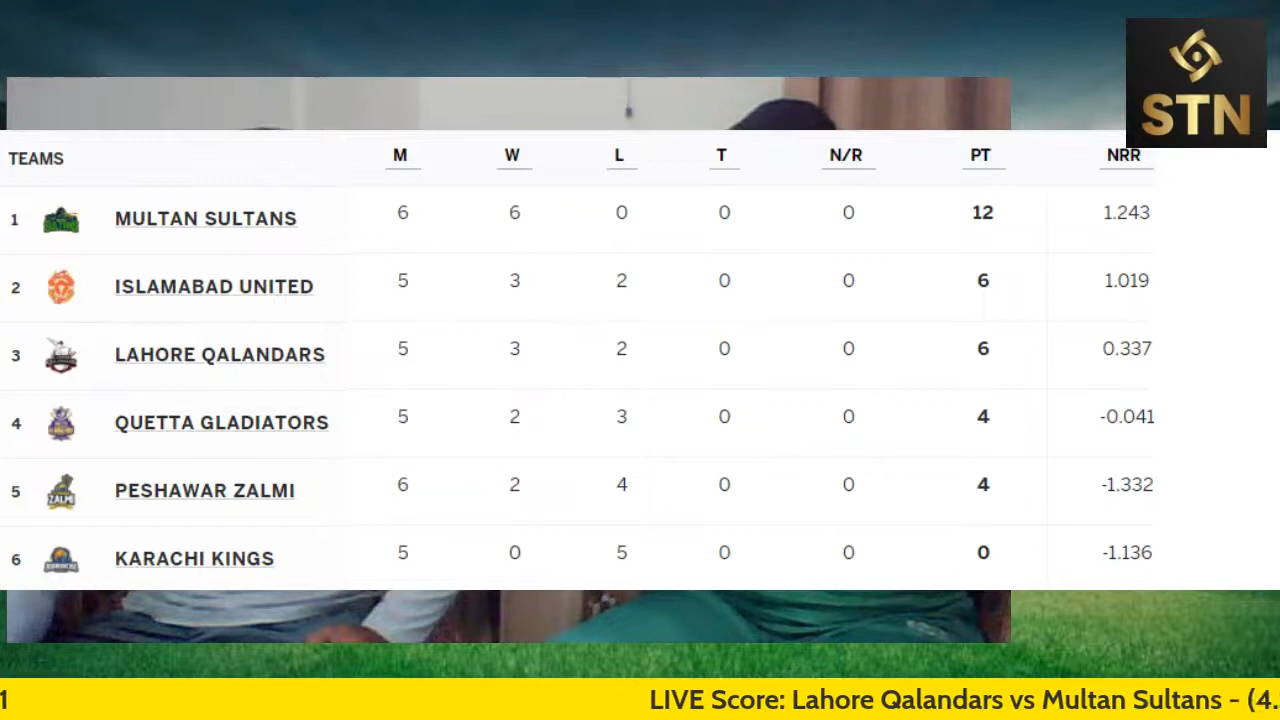 STN
TEAMS M W L T N/R PT NRR
1 MULTAN SULTANS 6 6 0 0 0 12 1.243
2 ISLAMABAD UNITED 5 3 2 0 0 6 1.019
3 LAHORE QALANDARS 5 3 2 0 0 6 0.337
4 QUETTA GLADIATORS 5 2 3 0 0 4 -0.041
5 PESHAWAR ZALMI 6 2 4 0 0 4 -1.332
6 KARACHI KINGS 5 0 5 0 0 0 -1.136
1 LIVE Score: Lahore Qalandars vs Multan Sultans - (4.